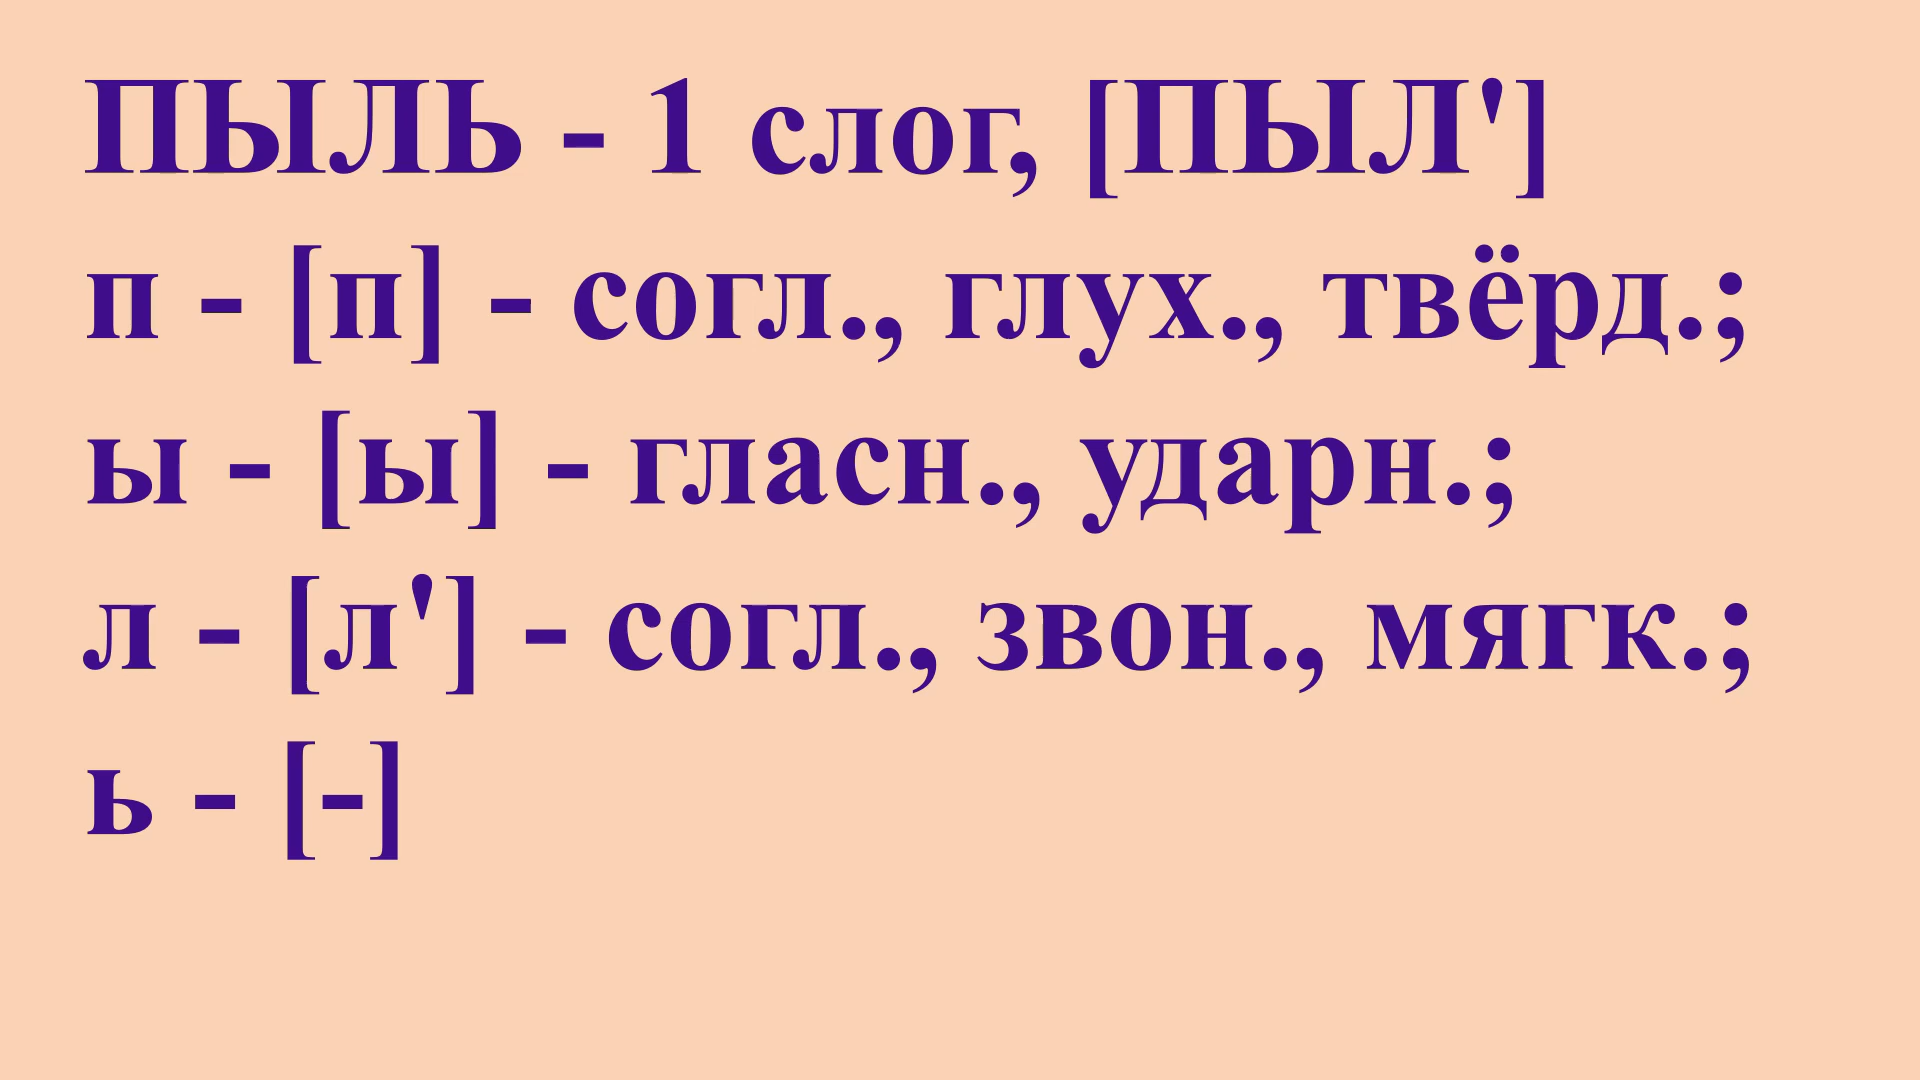 ПЫЛЬ - 1 слог, [ПЫЛ']
п - [п] - согл., глух., твёрд.;
ы - [ы] - гласн., ударн.;
л - [л'] - согл., звон., мягк.;
ь - [-]